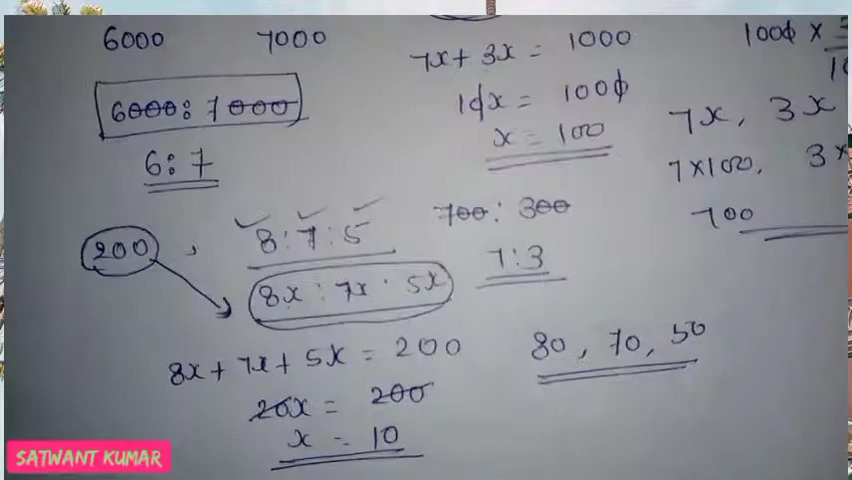 6000 7000
6000 : 7000
6 : 7
7x + 3x = 1000
10x = 1000
x = 100
700 : 300
7 : 3
7x, 3x
7×100, 3×
700
200 , 8 : 7 : 5
8x : 7x : 5x
8x + 7x + 5x = 200
20x = 200
x = 10
80, 70, 50
SATWANT KUMAR